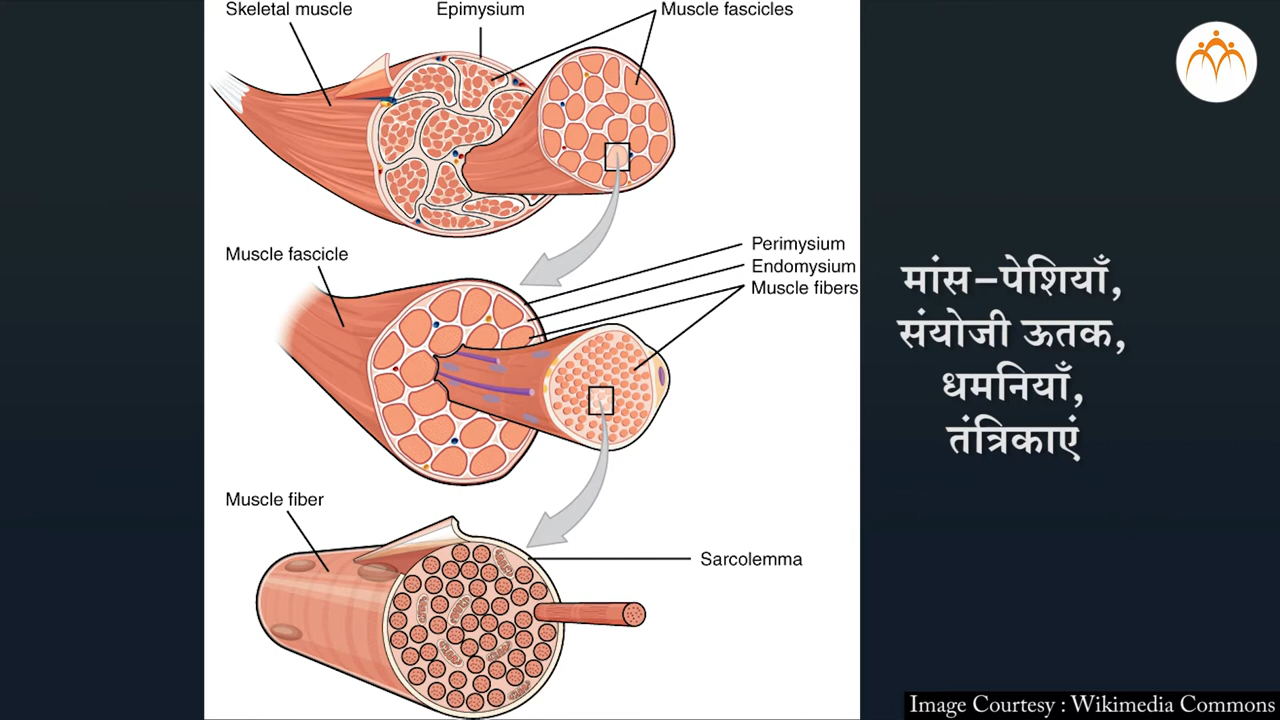 Skeletal muscle
Epimysium
Muscle fascicles
Muscle fascicle
Perimysium
Endomysium
Muscle fibers
Muscle fiber
Sarcolemma
मांस-पेशियाँ,
संयोजी ऊतक,
धमनियाँ,
तंत्रिकाएं
Image Courtesy : Wikimedia Commons